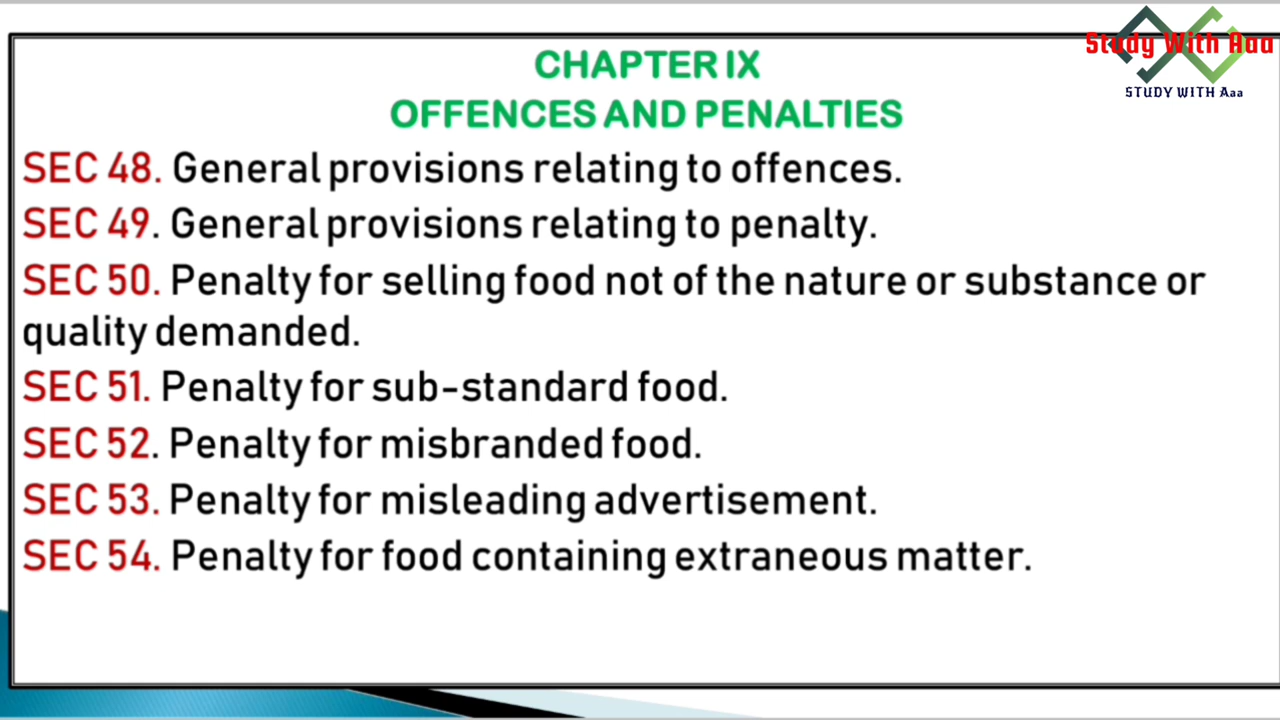 Study With Aaa
STUDY WITH Aaa
CHAPTER IX
OFFENCES AND PENALTIES
SEC 48. General provisions relating to offences.
SEC 49. General provisions relating to penalty.
SEC 50. Penalty for selling food not of the nature or substance or
quality demanded.
SEC 51. Penalty for sub-standard food.
SEC 52. Penalty for misbranded food.
SEC 53. Penalty for misleading advertisement.
SEC 54. Penalty for food containing extraneous matter.